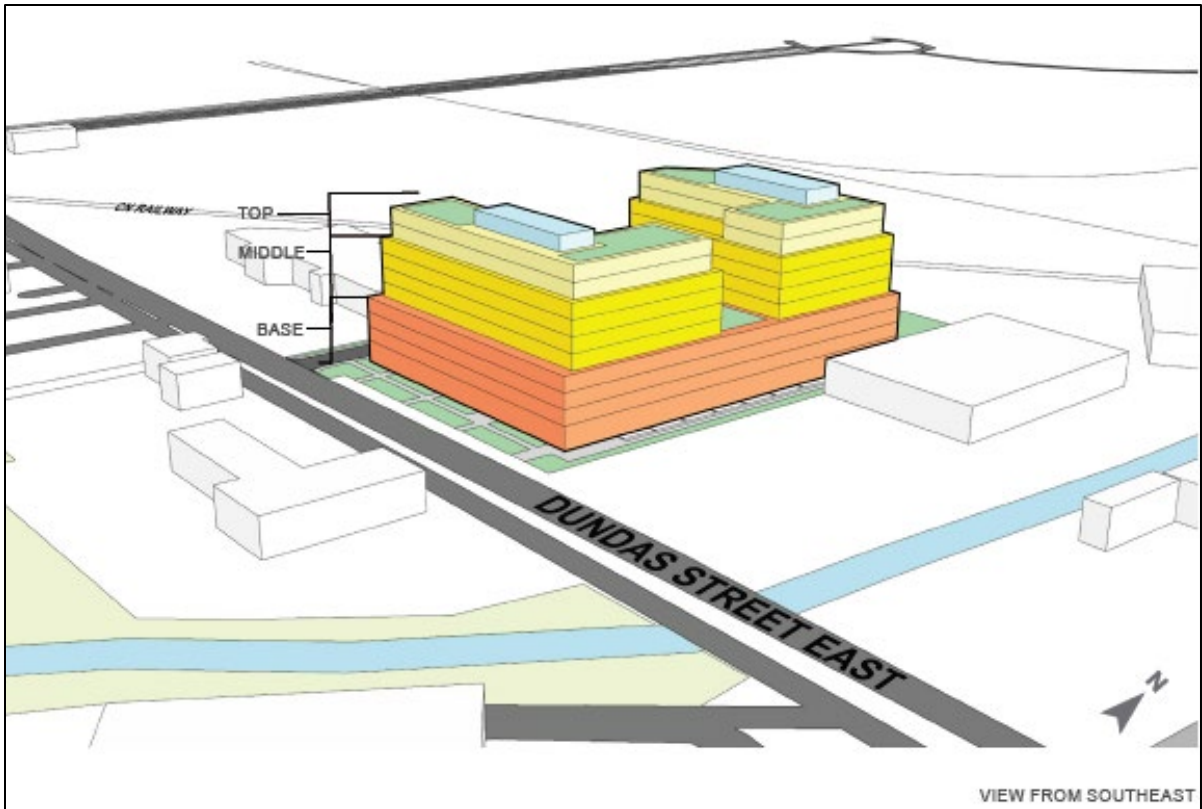 CN RAILWAY
TOP
MIDDLE
BASE
DUNDAS STREET EAST
N
VIEW FROM SOUTHEAST